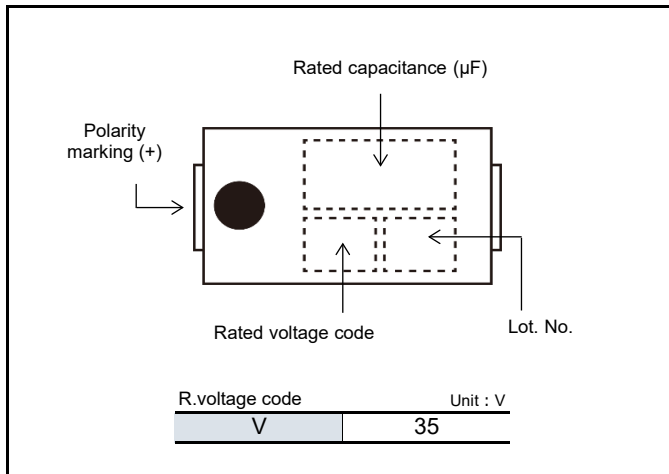 Rated capacitance (μF)
Polarity
marking (+)
Rated voltage code
Lot. No.
R.voltage code Unit : V
V 35